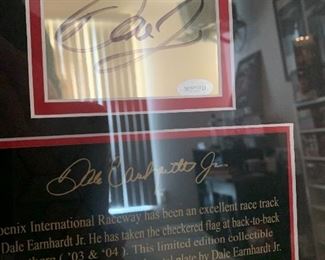 Dale Earnhardt Jr.
oenix International Raceway has been an excellent race track
Dale Earnhardt Jr. He has taken the checkered flag at back-to-back
('03 & '04). This limited edition collectible
plate by Dale Earnhardt Jr.